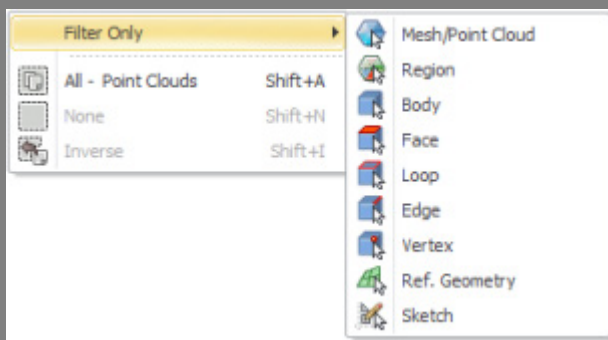 Filter Only
All - Point Clouds Shift+A
None Shift+N
Inverse Shift+I
Mesh/Point Cloud
Region
Body
Face
Loop
Edge
Vertex
Ref. Geometry
Sketch